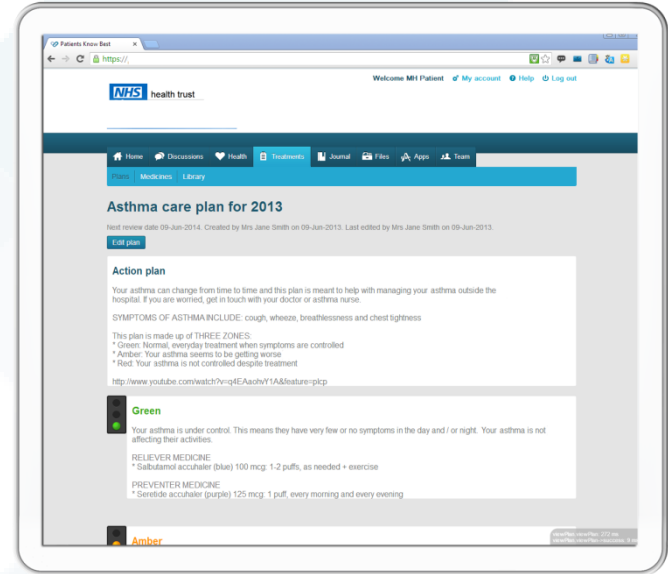 Patients Know Best
https://
Welcome MH Patient My account Help Log out
NHS health trust
Home Discussions Health Treatments Journal Files Apps Team
Plans Medicines Library
Asthma care plan for 2013
Next review date 09-Jun-2014. Created by Mrs Jane Smith on 09-Jun-2013. Last edited by Mrs Jane Smith on 09-Jun-2013.
Edit plan
Action plan
Your asthma can change from time to time and this plan is meant to help with managing your asthma outside the
hospital. If you are worried, get in touch with your doctor or asthma nurse.
SYMPTOMS OF ASTHMA INCLUDE: cough, wheeze, breathlessness and chest tightness
This plan is made up of THREE ZONES:
* Green: Normal, everyday treatment when symptoms are controlled
* Amber: Your asthma seems to be getting worse
* Red: Your asthma is not controlled despite treatment
http://www.youtube.com/watch?v=q4EAaohvY1A&feature=plcp
Green
Your asthma is under control. This means they have very few or no symptoms in the day and / or night. Your asthma is not
affecting their activities.
RELIEVER MEDICINE
* Salbutamol accuhaler (blue) 100 mcg: 1-2 puffs, as needed + exercise
PREVENTER MEDICINE
* Seretide accuhaler (purple) 125 mcg: 1 puff, every morning and every evening
Amber